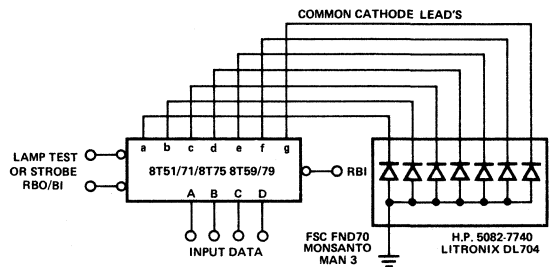 COMMON CATHODE LEAD'S
a b c d e f g
LAMP TEST
OR STROBE
RBO/BI
8T51/71/8T75 8T59/79
RBI
A B C D
INPUT DATA
FSC FND70
MONSANTO
MAN 3
H.P. 5082-7740
LITRONIX DL704